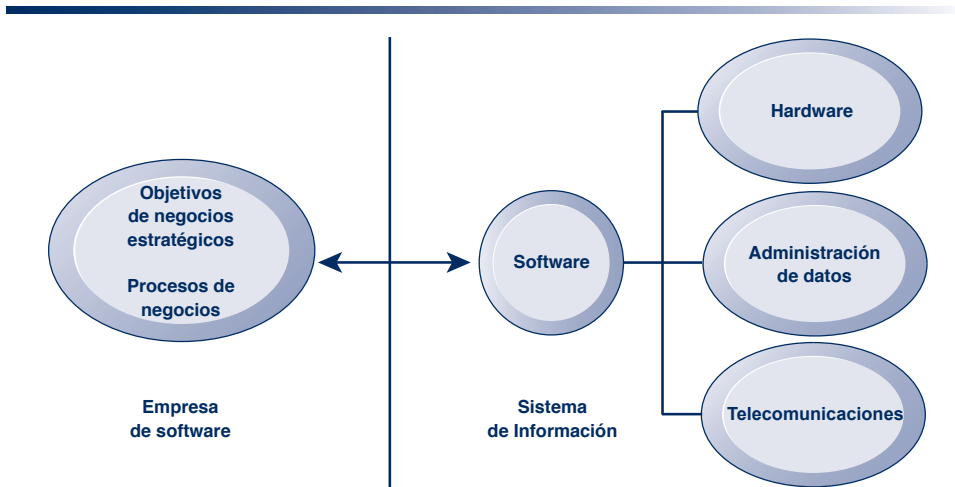 Objetivos
de negocios
estratégicos
Procesos de
negocios
Empresa
de software
Software
Sistema
de Información
Hardware
Administración
de datos
Telecomunicaciones